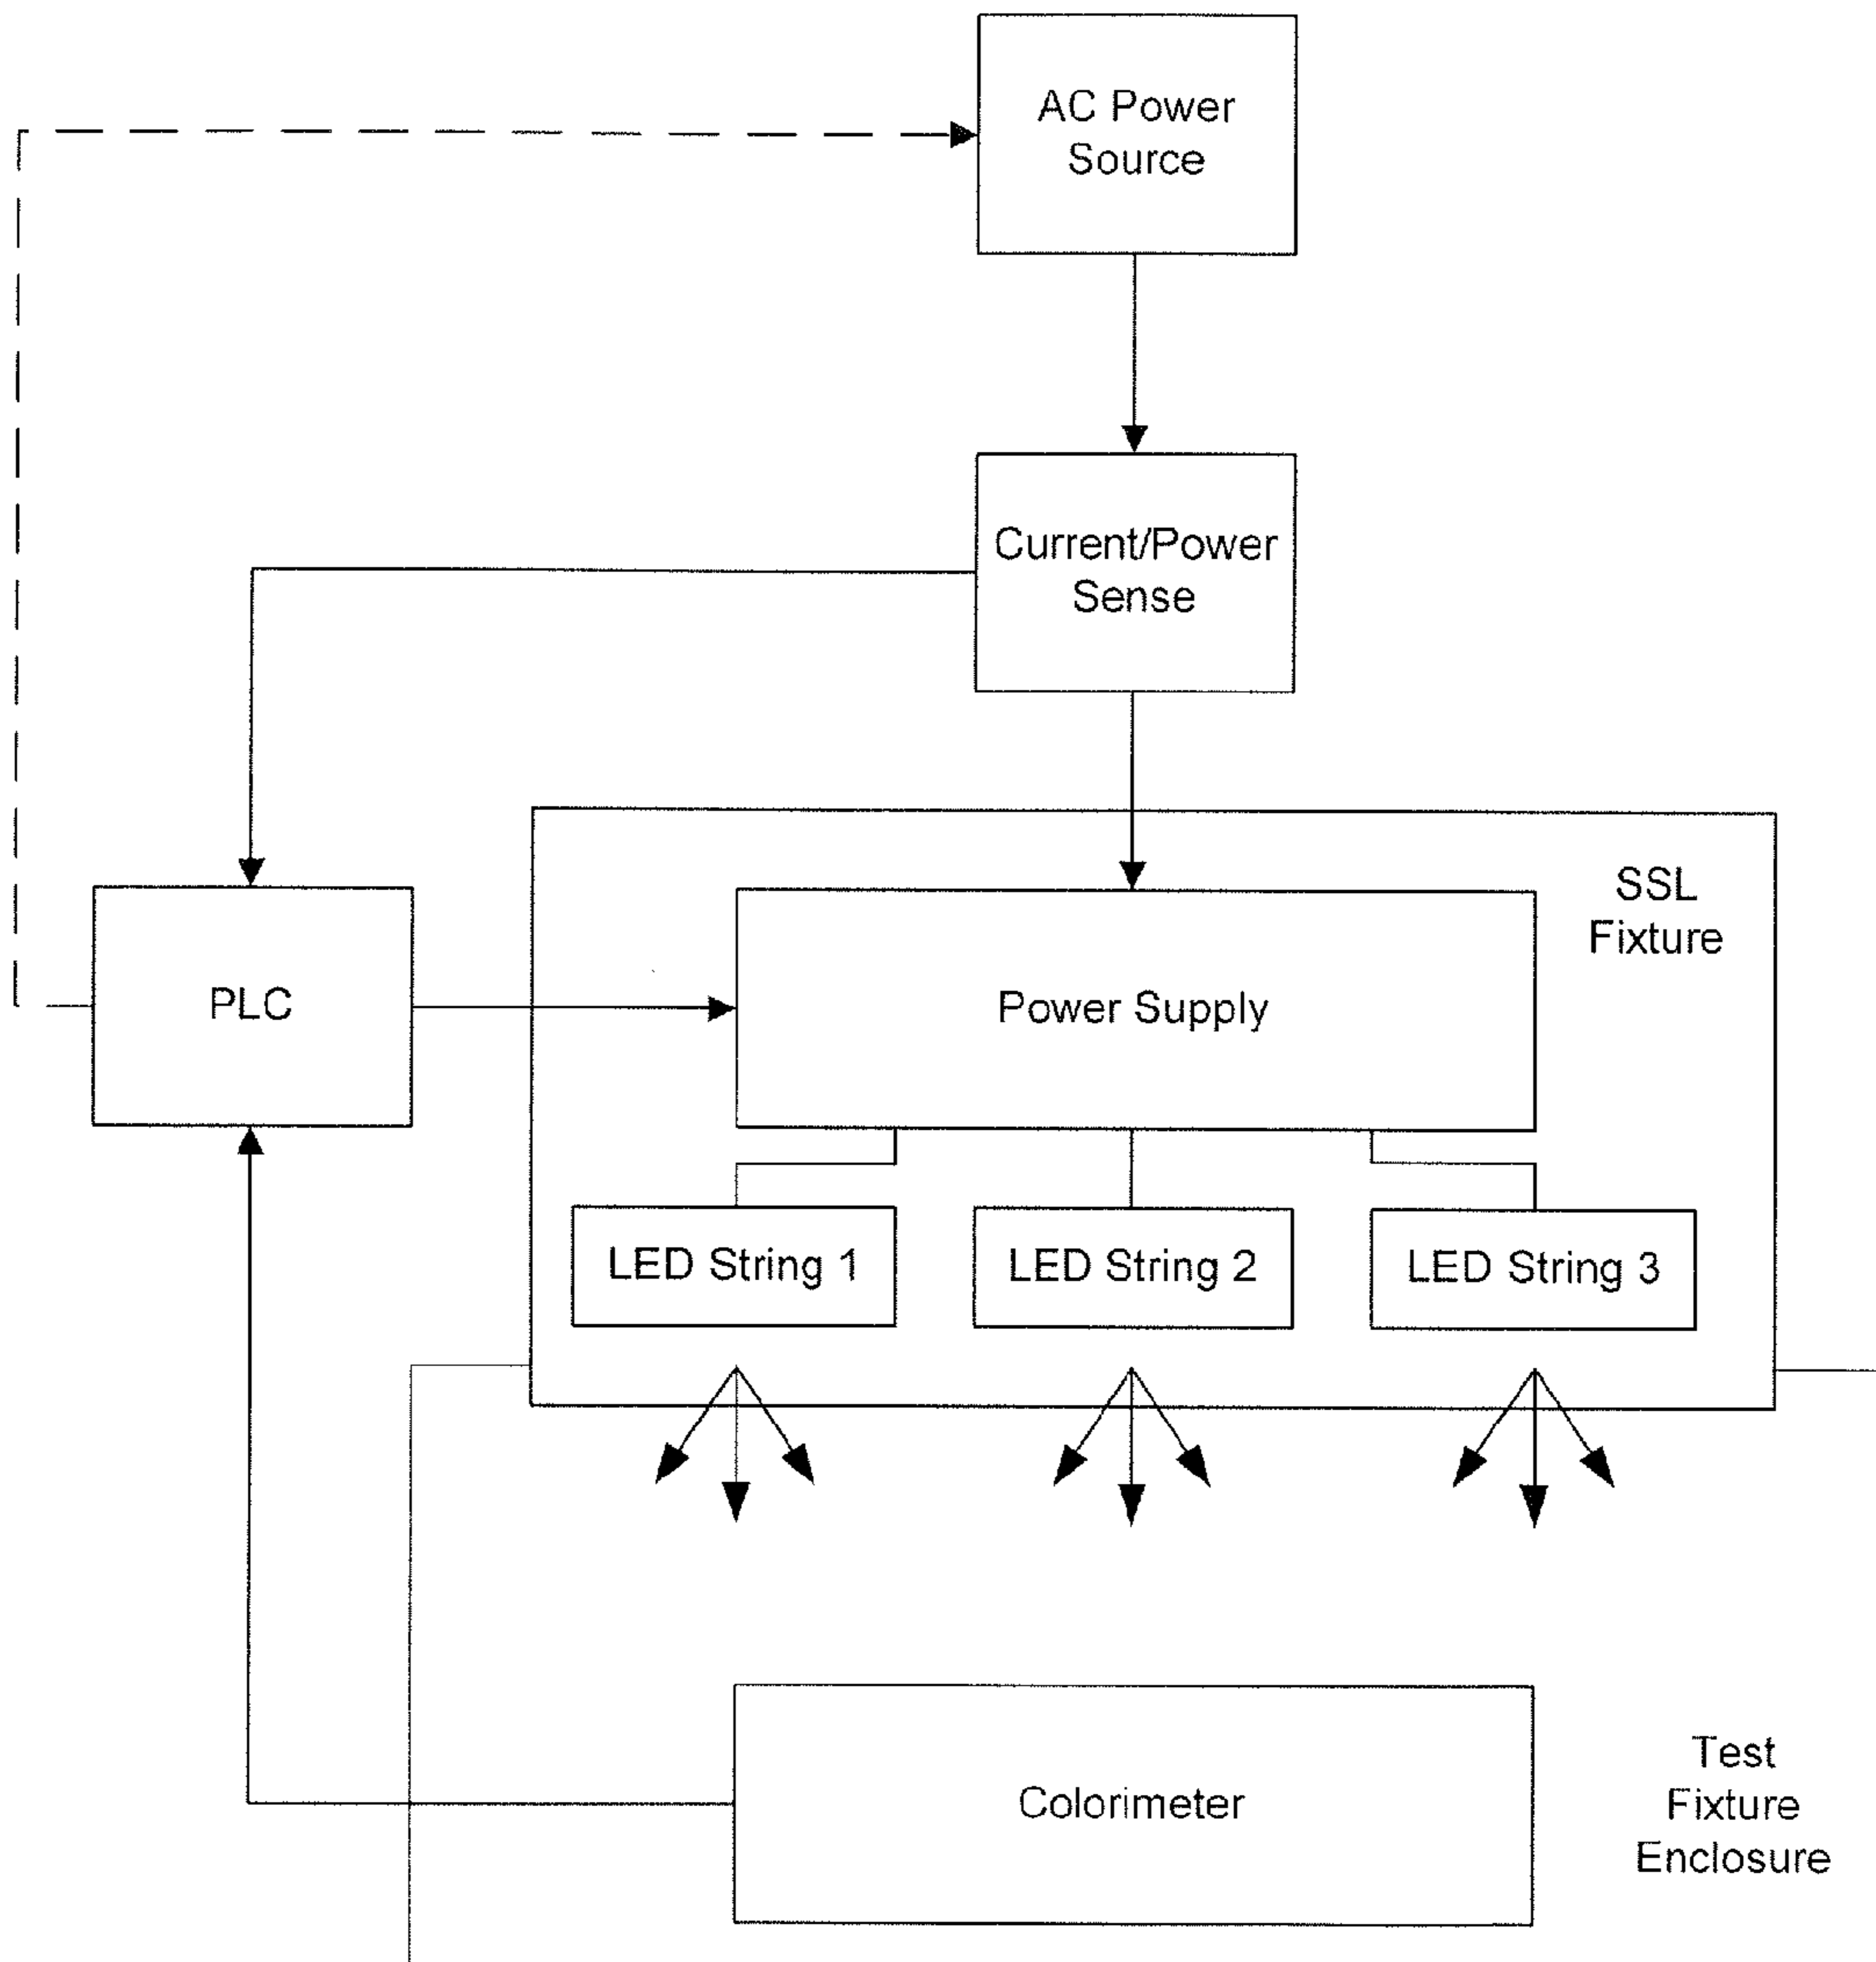 AC Power
Source
Current/Power
Sense
SSL
Fixture
PLC
Power Supply
LED String 1
LED String 2
LED String 3
Colorimeter
Test
Fixture
Enclosure